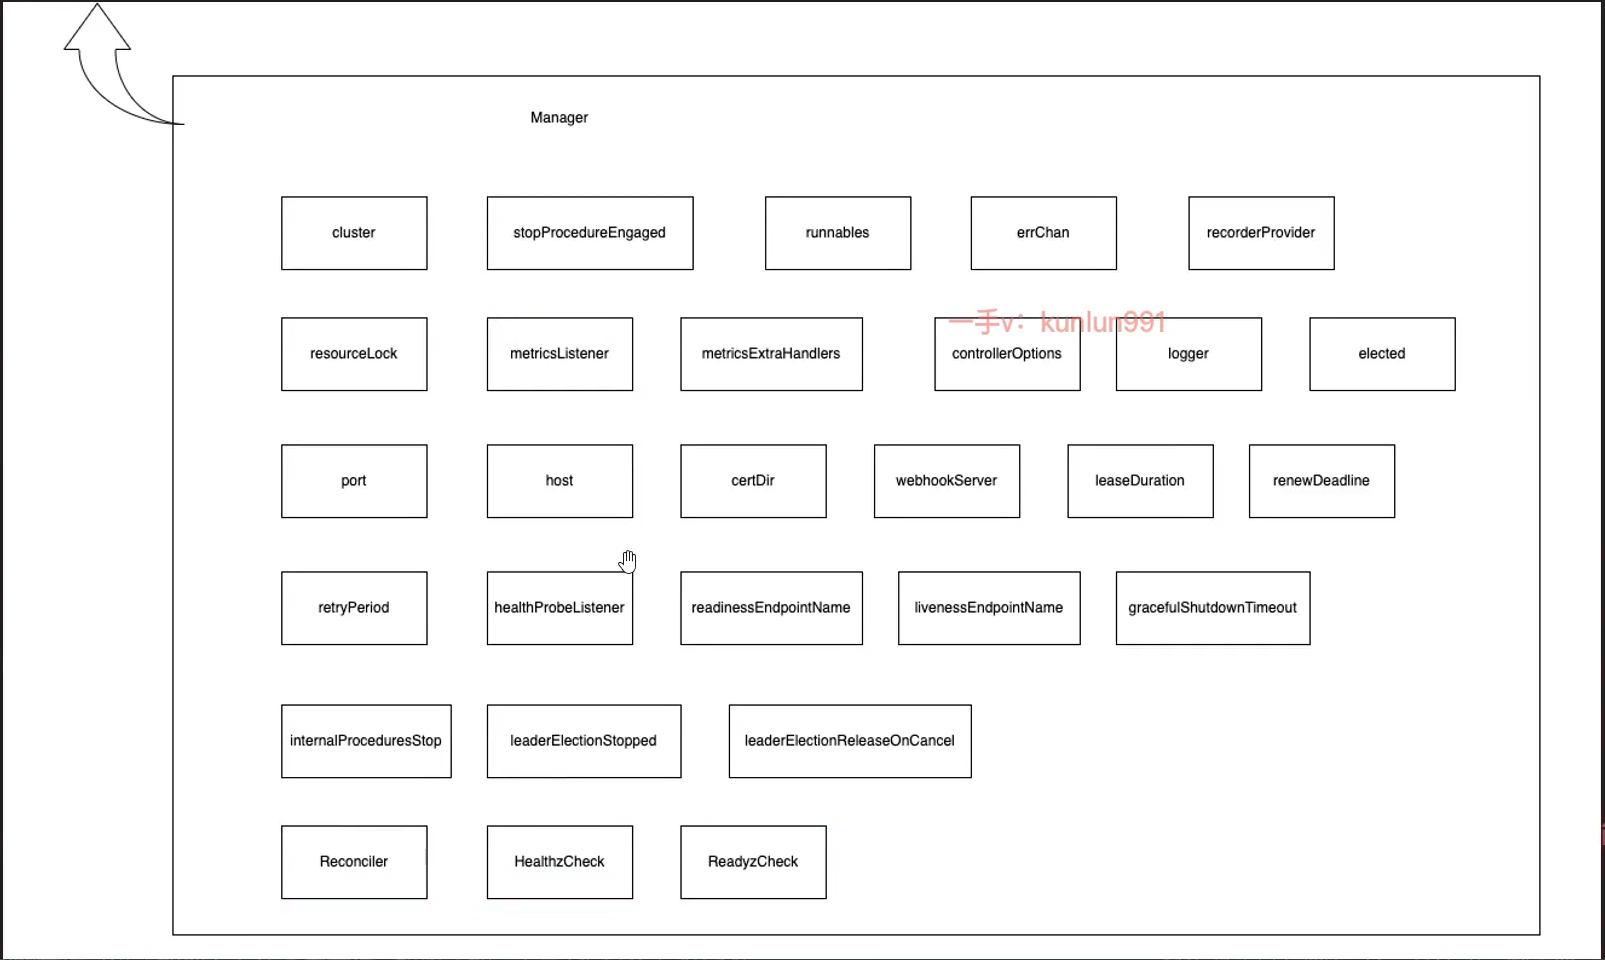 Manager
cluster
stopProcedureEngaged
runnables
errChan
recorderProvider
一手v：kunlun991
resourceLock
metricsListener
metricsExtraHandlers
controllerOptions
logger
elected
port
host
certDir
webhookServer
leaseDuration
renewDeadline
retryPeriod
healthProbeListener
readinessEndpointName
livenessEndpointName
gracefulShutdownTimeout
internalProceduresStop
leaderElectionStopped
leaderElectionReleaseOnCancel
Reconciler
HealthzCheck
ReadyzCheck